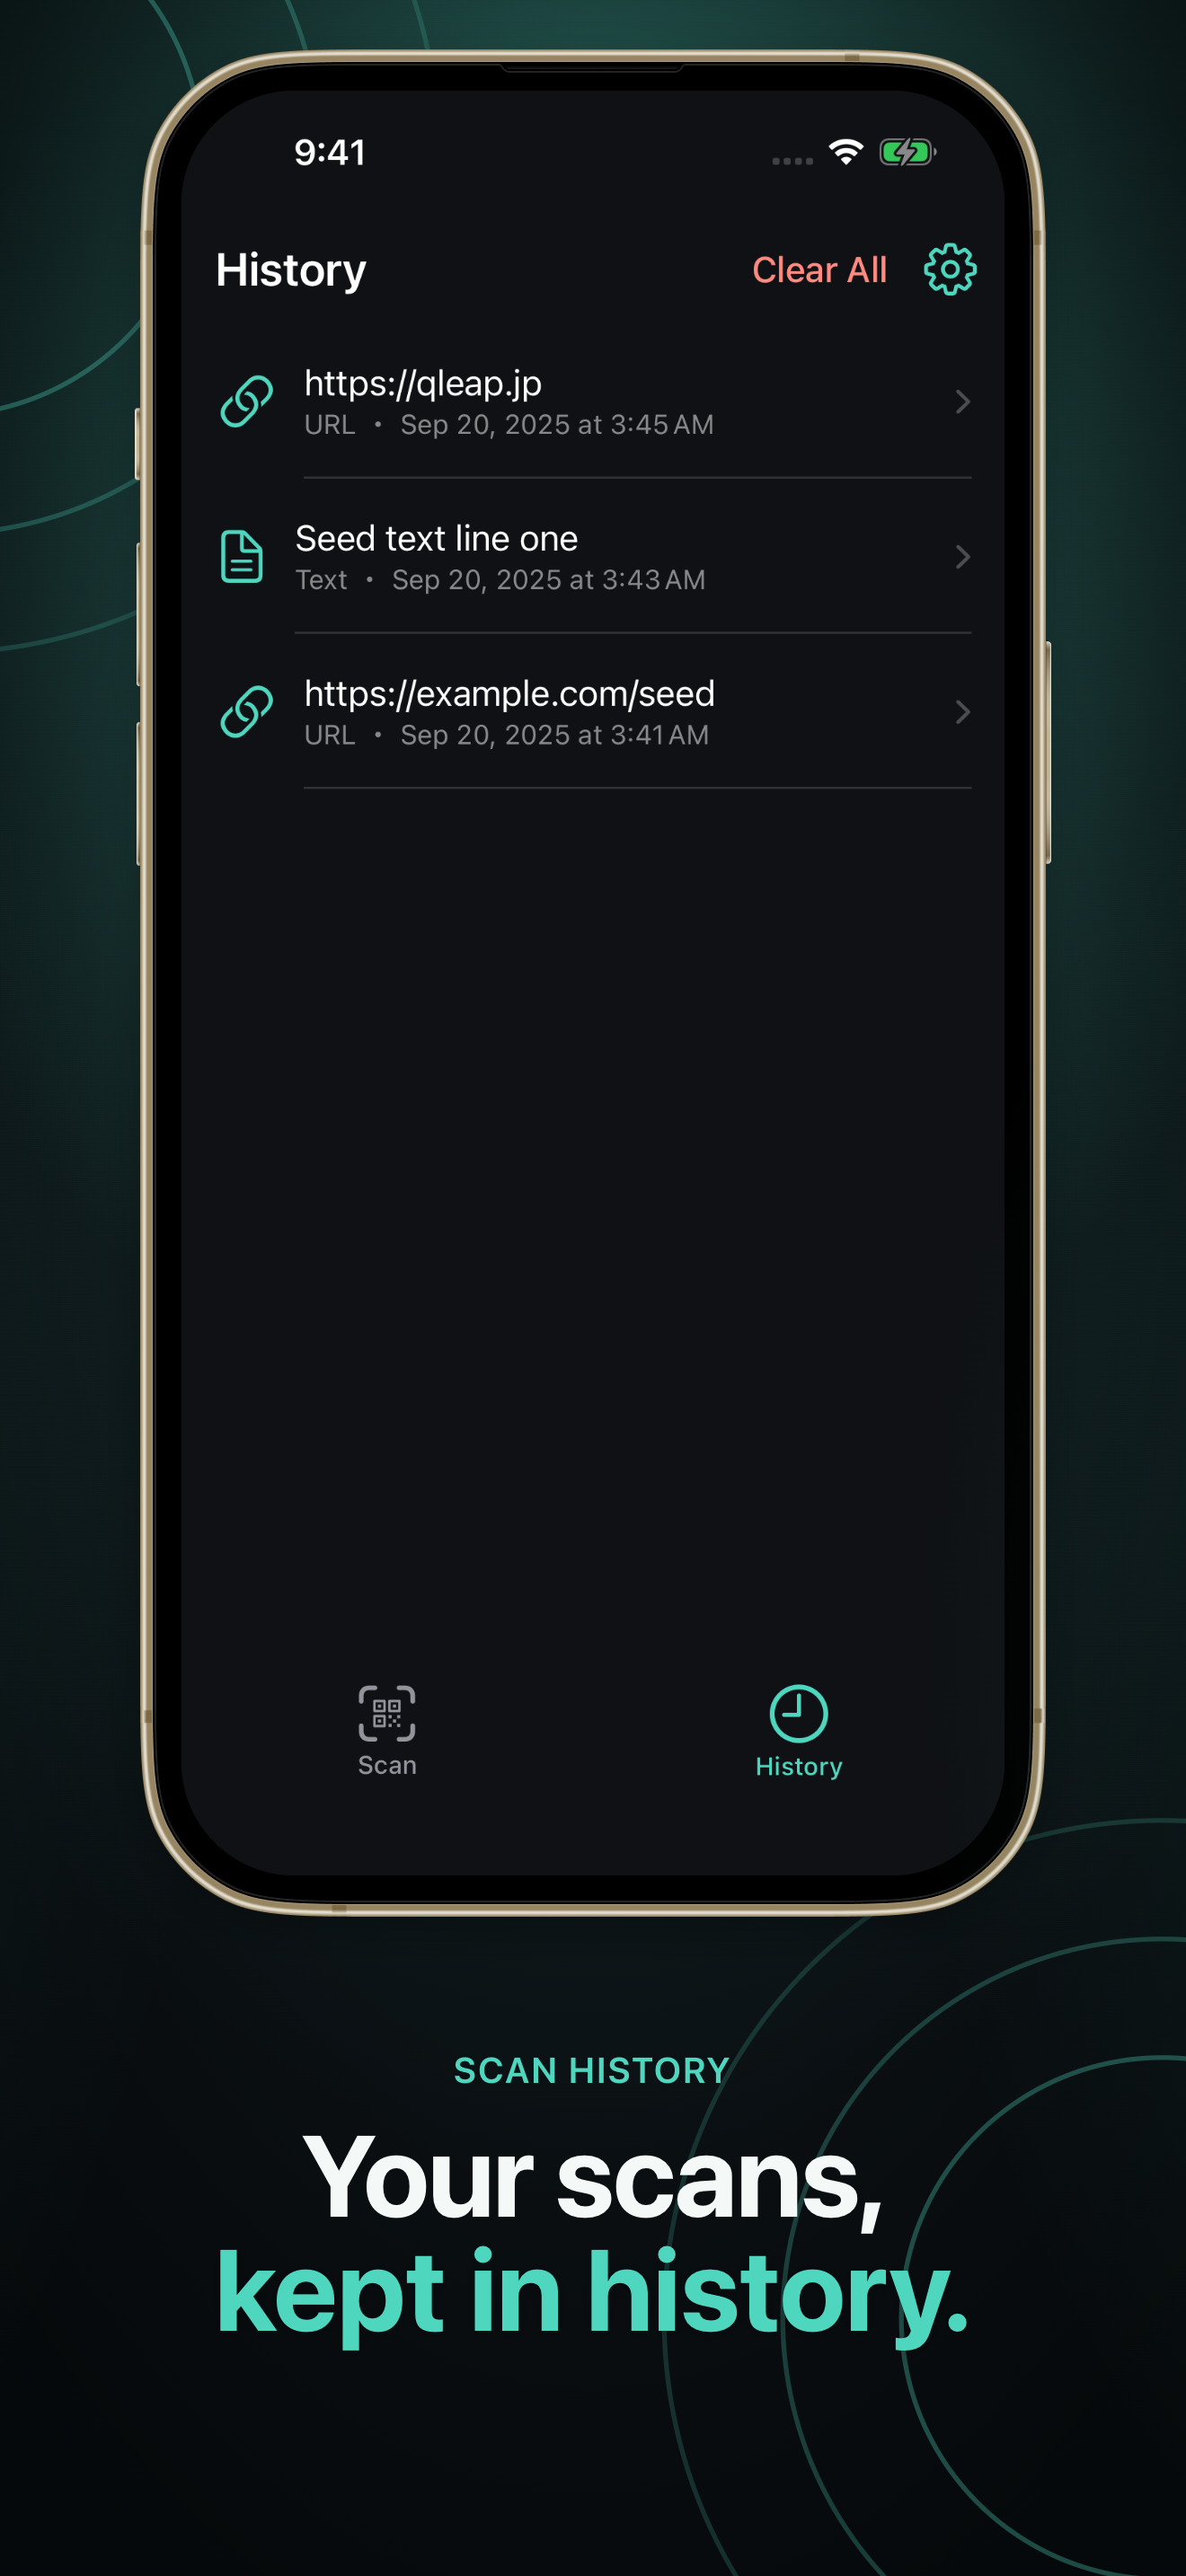 9:41
History
Clear All
https://qleap.jp
URL • Sep 20, 2025 at 3:45 AM
Seed text line one
Text • Sep 20, 2025 at 3:43 AM
https://example.com/seed
URL • Sep 20, 2025 at 3:41 AM
Scan
History
SCAN HISTORY
Your scans,
kept in history.